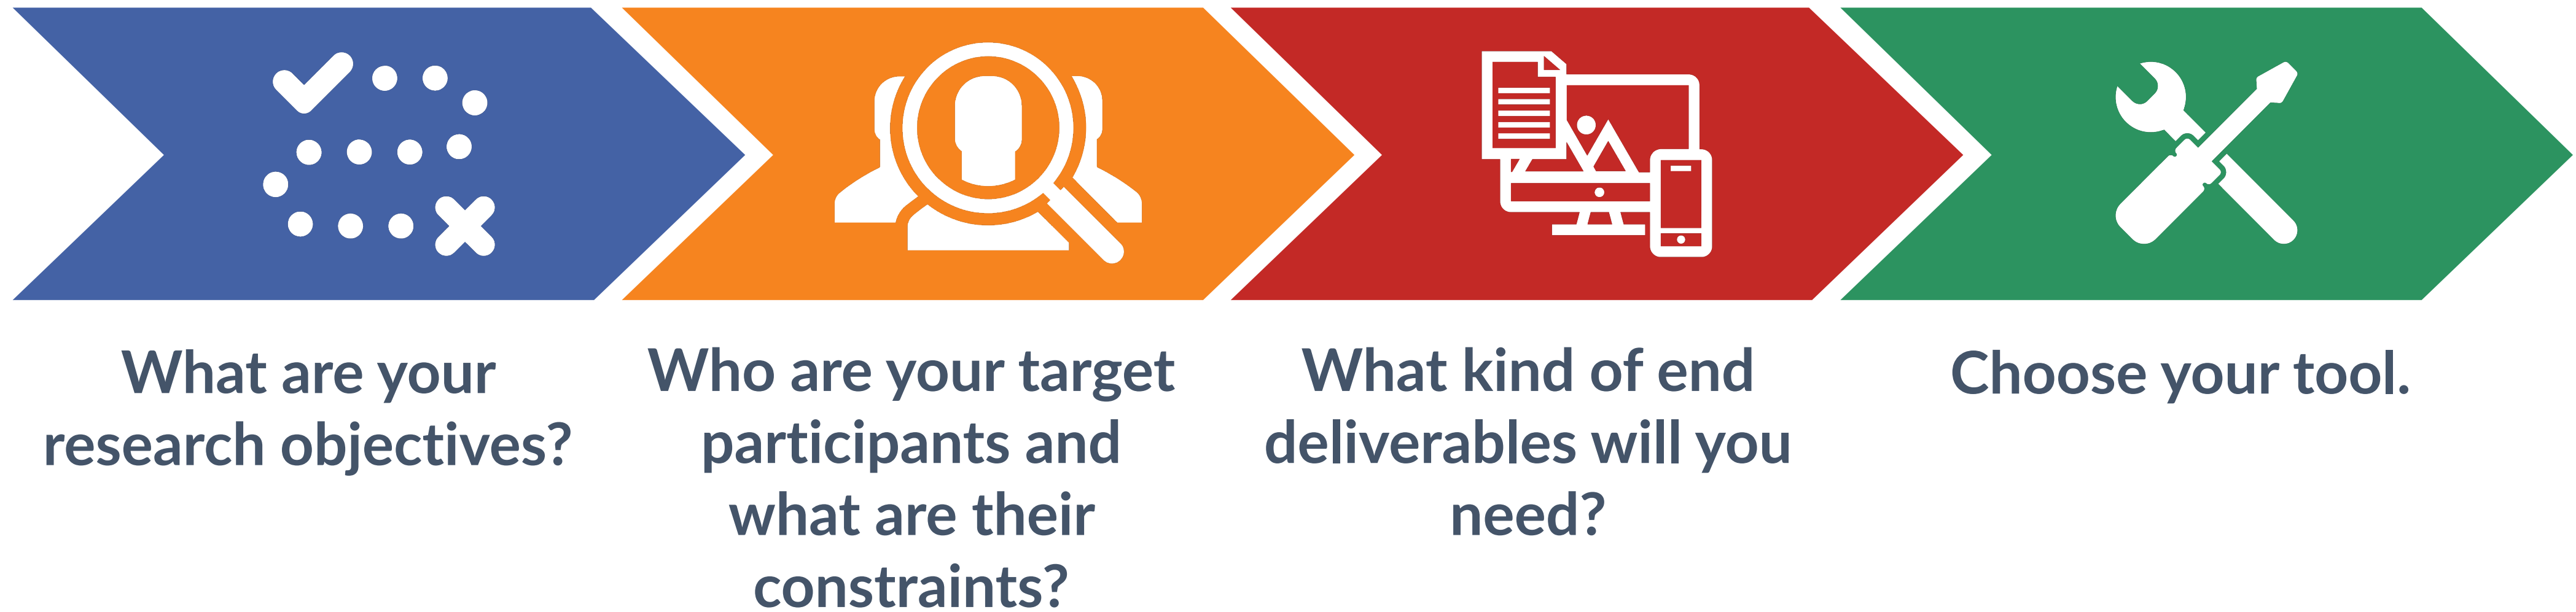 What are your
research objectives?
Who are your target
participants and
what are their
constraints?
What kind of end
deliverables will you
need?
Choose your tool.